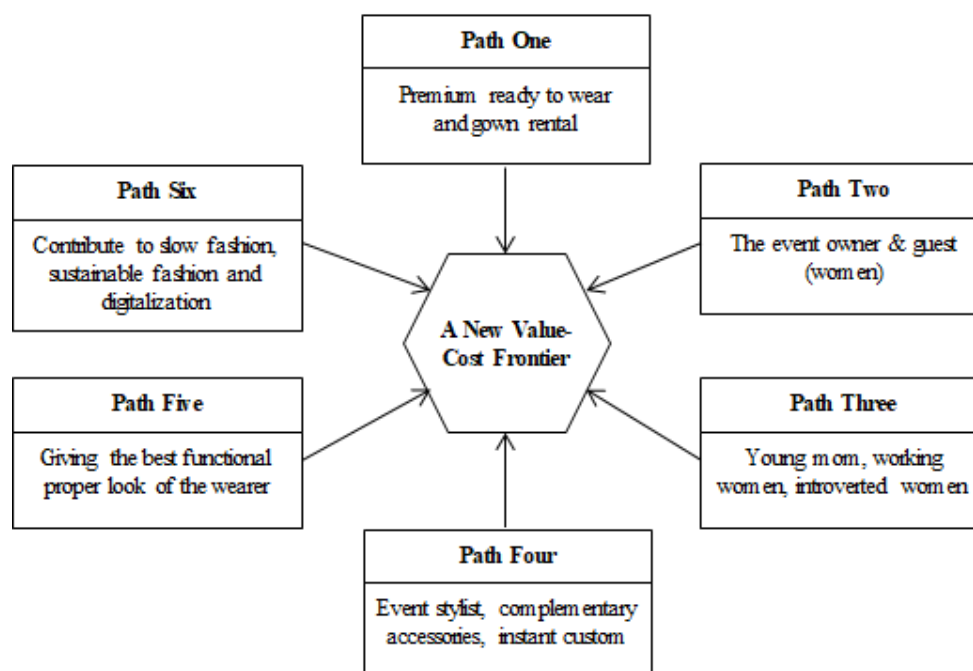 Path One
Premium ready to wear
and gown rental
Path Two
The event owner & guest
(women)
Path Three
Young mom, working
women, introverted women
Path Four
Event stylist, complementary
accessories, instant custom
Path Five
Giving the best functional
proper look of the wearer
Path Six
Contribute to slow fashion,
sustainable fashion and
digitalization
A New Value-
Cost Frontier